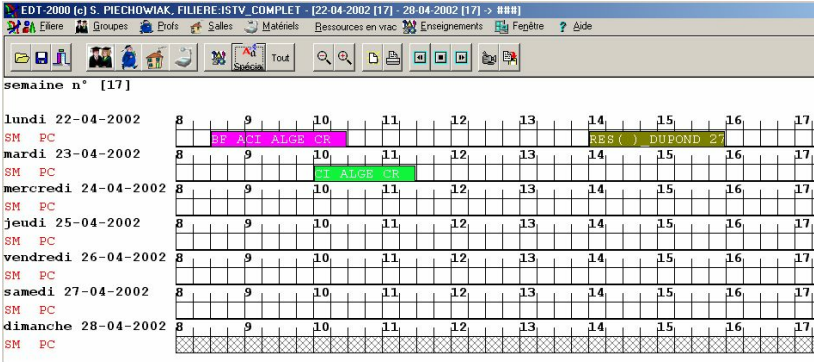 EDT-2000 (c) S. PIECHOWIAK, FILIERE:ISTV_COMPLET - [22-04-2002 [17] - 28-04-2002 [17] -> ###]
Filiere Groupes Profs Salles Matériels Ressources en vrac Enseignements Fenêtre ? Aide
Aa Spécial Tout
semaine n° [17]
lundi 22-04-2002 8 9 10 11 12 13 14 15 16 17
SM PC BF ACI ALGE CR RES( )_DUPOND 27
mardi 23-04-2002 8 9 10 11 12 13 14 15 16 17
SM PC CI ALGE CR
mercredi 24-04-2002 8 9 10 11 12 13 14 15 16 17
SM PC
jeudi 25-04-2002 8 9 10 11 12 13 14 15 16 17
SM PC
vendredi 26-04-2002 8 9 10 11 12 13 14 15 16 17
SM PC
samedi 27-04-2002 8 9 10 11 12 13 14 15 16 17
SM PC
dimanche 28-04-2002 8 9 10 11 12 13 14 15 16 17
SM PC